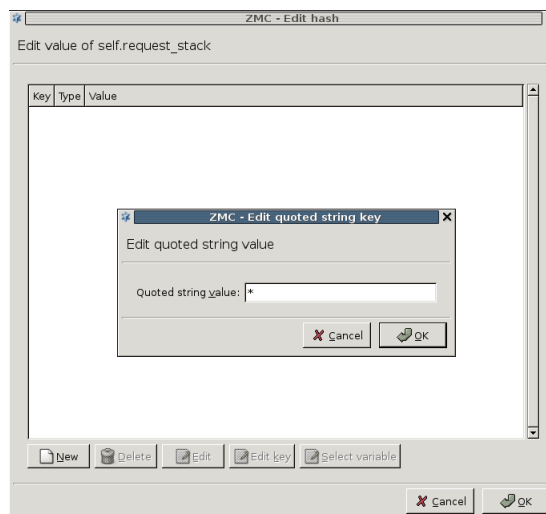 ZMC - Edit hash
Edit value of self.request_stack
Key Type Value
ZMC - Edit quoted string key
Edit quoted string value
Quoted string value: *
Cancel OK
New Delete Edit Edit key Select variable
Cancel OK